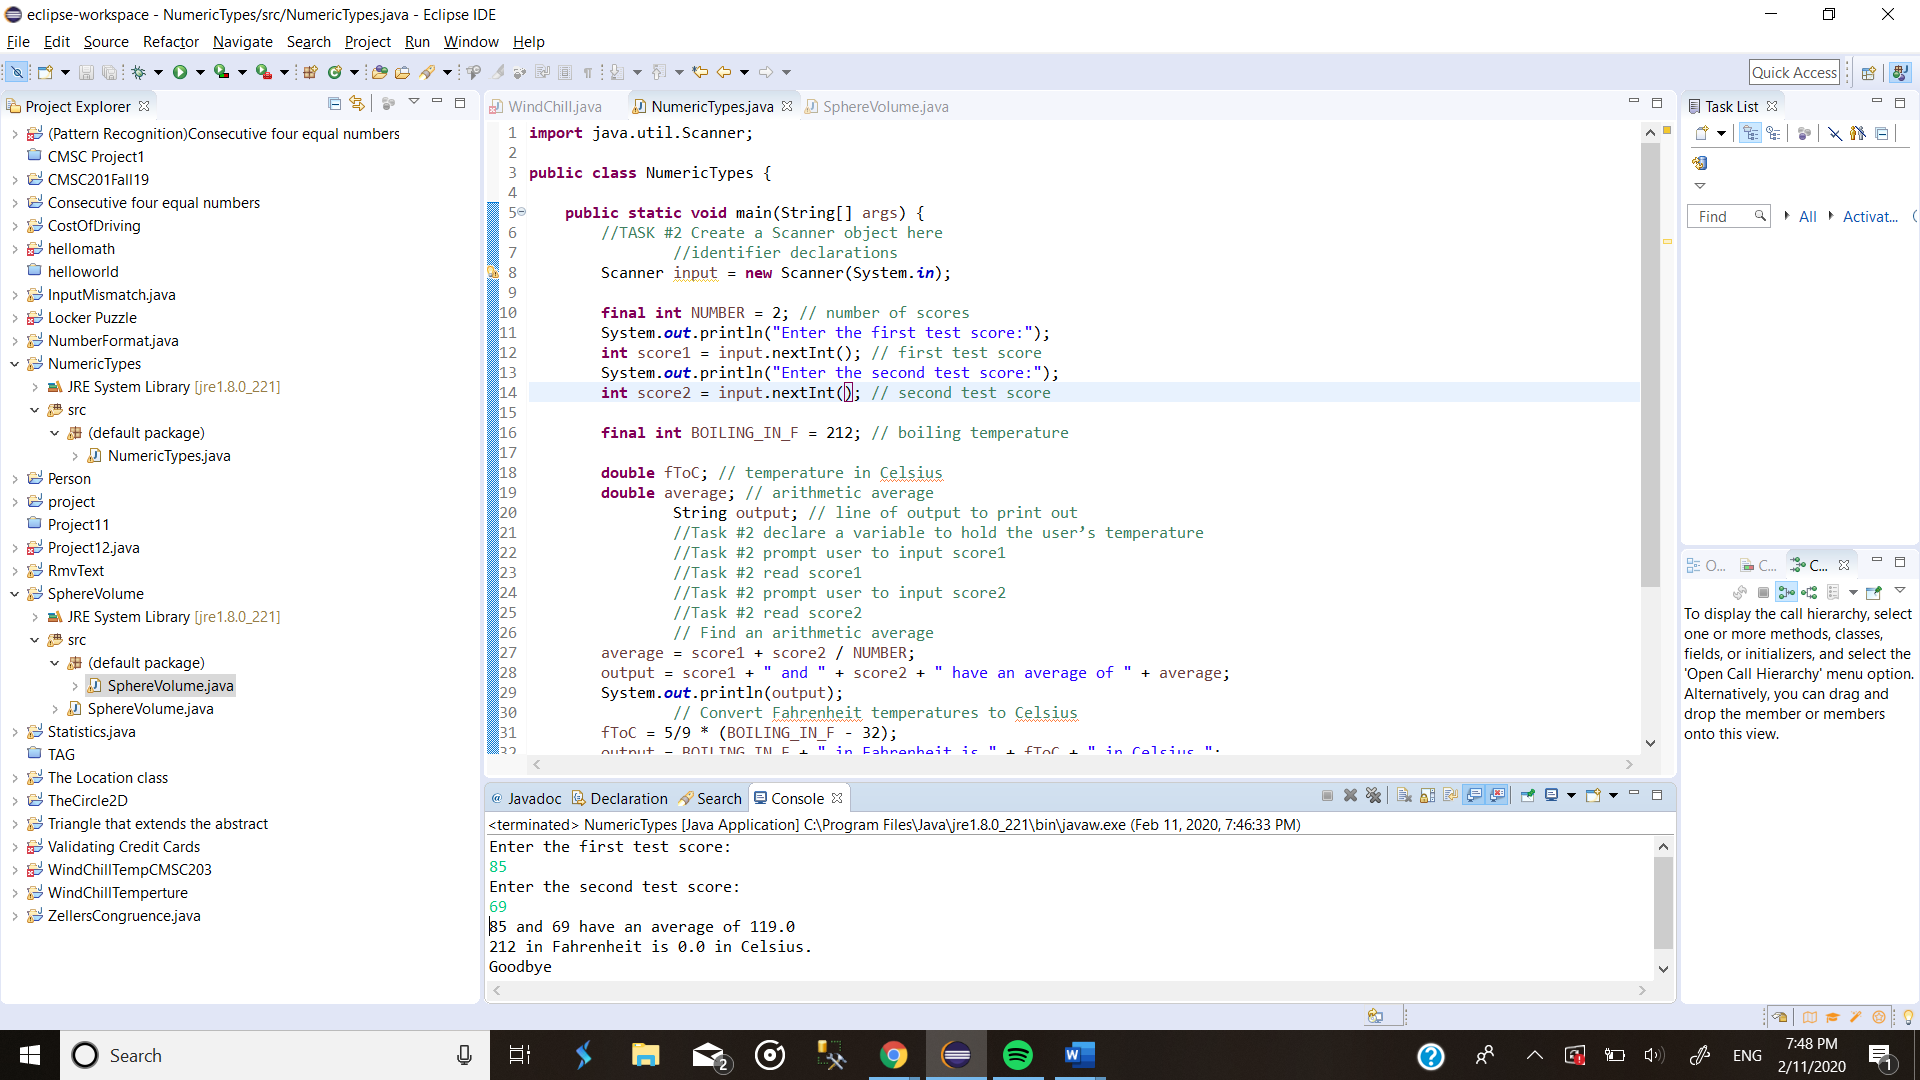 eclipse-workspace - NumericTypes/src/NumericTypes.java - Eclipse IDE
File Edit Source Refactor Navigate Search Project Run Window Help
Quick Access
Project Explorer
(Pattern Recognition)Consecutive four equal numbers
CMSC Project1
CMSC201Fall19
Consecutive four equal numbers
CostOfDriving
hellomath
helloworld
InputMismatch.java
Locker Puzzle
NumberFormat.java
NumericTypes
JRE System Library [jre1.8.0_221]
src
(default package)
NumericTypes.java
Person
project
Project11
Project12.java
RmvText
SphereVolume
JRE System Library [jre1.8.0_221]
src
(default package)
SphereVolume.java
SphereVolume.java
Statistics.java
TAG
The Location class
TheCircle2D
Triangle that extends the abstract
Validating Credit Cards
WindChillTempCMSC203
WindChillTemperture
ZellersCongruence.java
WindChill.java NumericTypes.java SphereVolume.java
1 import java.util.Scanner;
2
3 public class NumericTypes {
4
5 public static void main(String[] args) {
6 //TASK #2 Create a Scanner object here
7 //identifier declarations
8 Scanner input = new Scanner(System.in);
9
10 final int NUMBER = 2; // number of scores
11 System.out.println("Enter the first test score:");
12 int score1 = input.nextInt(); // first test score
13 System.out.println("Enter the second test score:");
14 int score2 = input.nextInt(); // second test score
15
16 final int BOILING_IN_F = 212; // boiling temperature
17
18 double fToC; // temperature in Celsius
19 double average; // arithmetic average
20 String output; // line of output to print out
21 //Task #2 declare a variable to hold the user’s temperature
22 //Task #2 prompt user to input score1
23 //Task #2 read score1
24 //Task #2 prompt user to input score2
25 //Task #2 read score2
26 // Find an arithmetic average
27 average = score1 + score2 / NUMBER;
28 output = score1 + " and " + score2 + " have an average of " + average;
29 System.out.println(output);
30 // Convert Fahrenheit temperatures to Celsius
31 fToC = 5/9 * (BOILING_IN_F - 32);
32 output = BOILING_IN_F + " in Fahrenheit is " + fToC + " in Celsius.";
@ Javadoc Declaration Search Console
<terminated> NumericTypes [Java Application] C:\Program Files\Java\jre1.8.0_221\bin\javaw.exe (Feb 11, 2020, 7:46:33 PM)
Enter the first test score:
85
Enter the second test score:
69
85 and 69 have an average of 119.0
212 in Fahrenheit is 0.0 in Celsius.
Goodbye
Task List
Find All Activat...
O... C... C...
To display the call hierarchy, select
one or more methods, classes,
fields, or initializers, and select the
'Open Call Hierarchy' menu option.
Alternatively, you can drag and
drop the member or members
onto this view.
Search
2
ENG
7:48 PM
2/11/2020
1